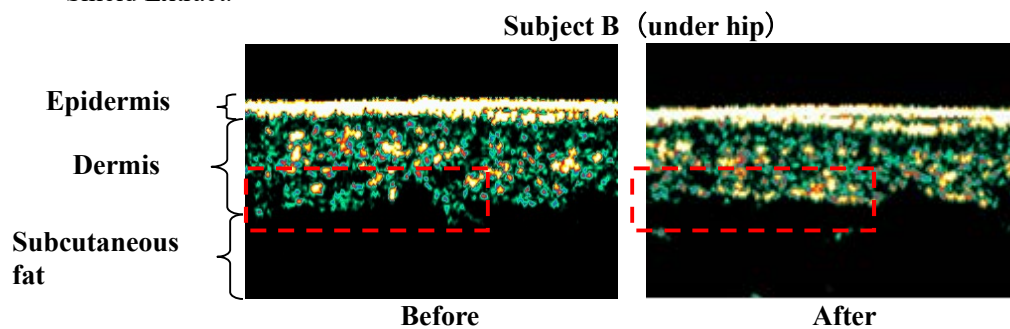 Subject B（under hip）
Epidermis
Dermis
Subcutaneous
fat
Before
After